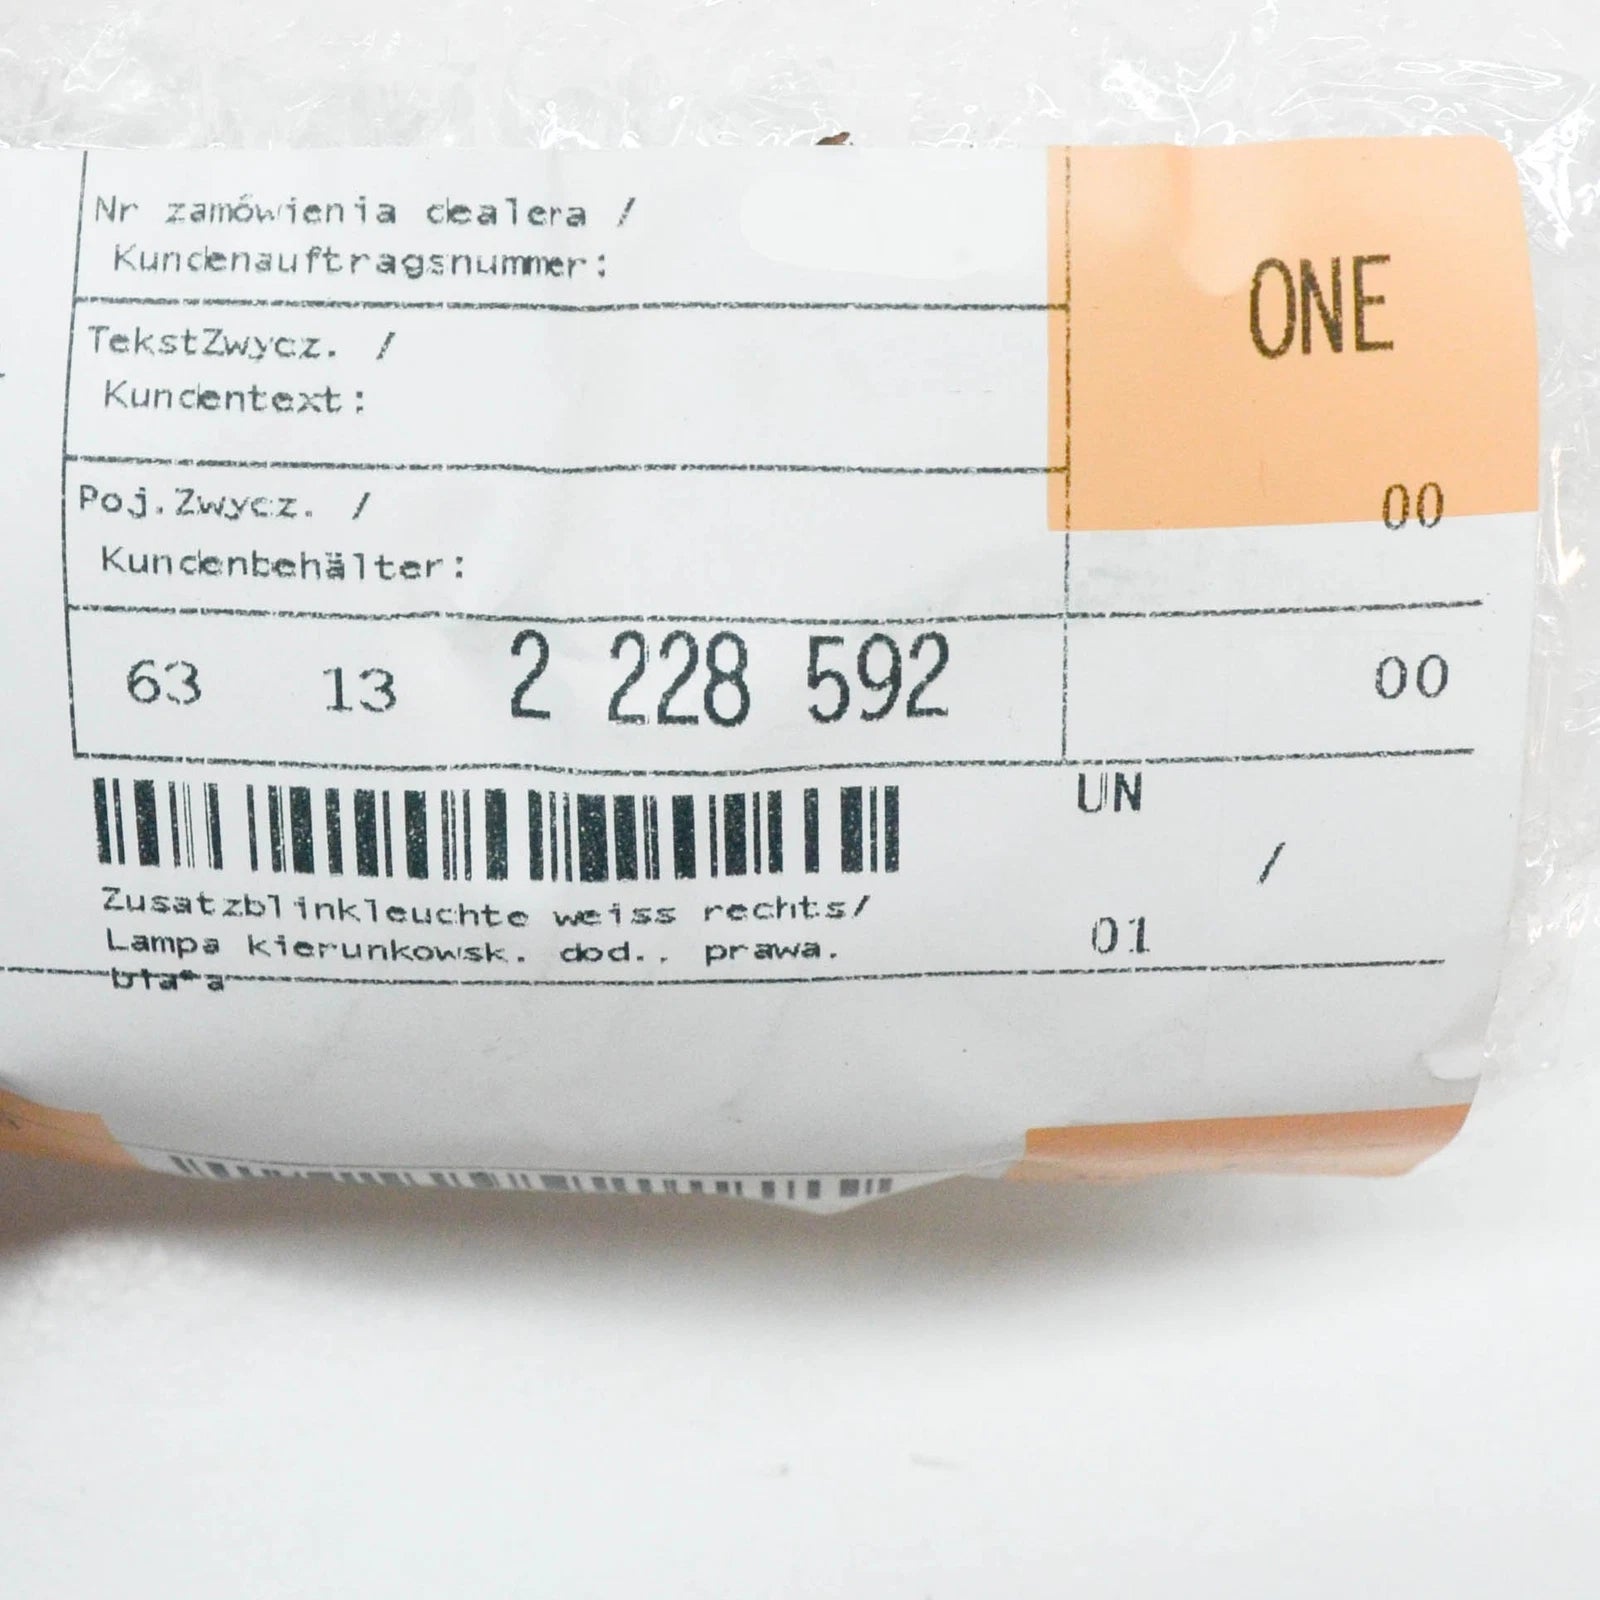 Nr zamówienia dealera /
Kundenauftragsnummer:
ONE
TekstZwycz. /
Kundentext:
Poj.Zwycz. /
00
Kundenbehälter:
63 13 2 228 592 00
UN
/
Zusatzblinkleuchte weiss rechts/
Lampa kierunkowsk. dod., prawa. 01